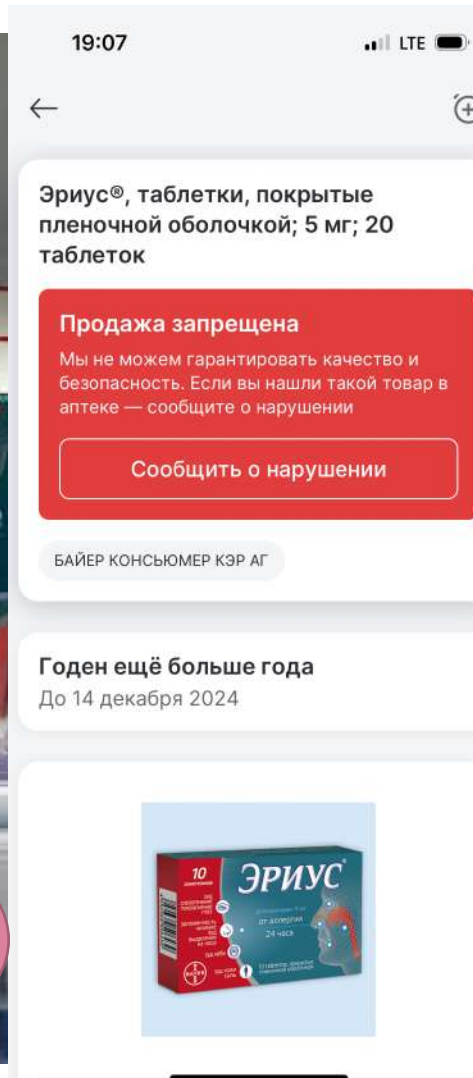 19:07
LTE
Эриус®, таблетки, покрытые
пленочной оболочкой; 5 мг; 20
таблеток
Продажа запрещена
Мы не можем гарантировать качество и
безопасность. Если вы нашли такой товар в
аптеке — сообщите о нарушении
Сообщить о нарушении
БАЙЕР КОНСЬЮМЕР КЭР АГ
Годен ещё больше года
До 14 декабря 2024
10
ЭРИУС
от аллергии
24 часа